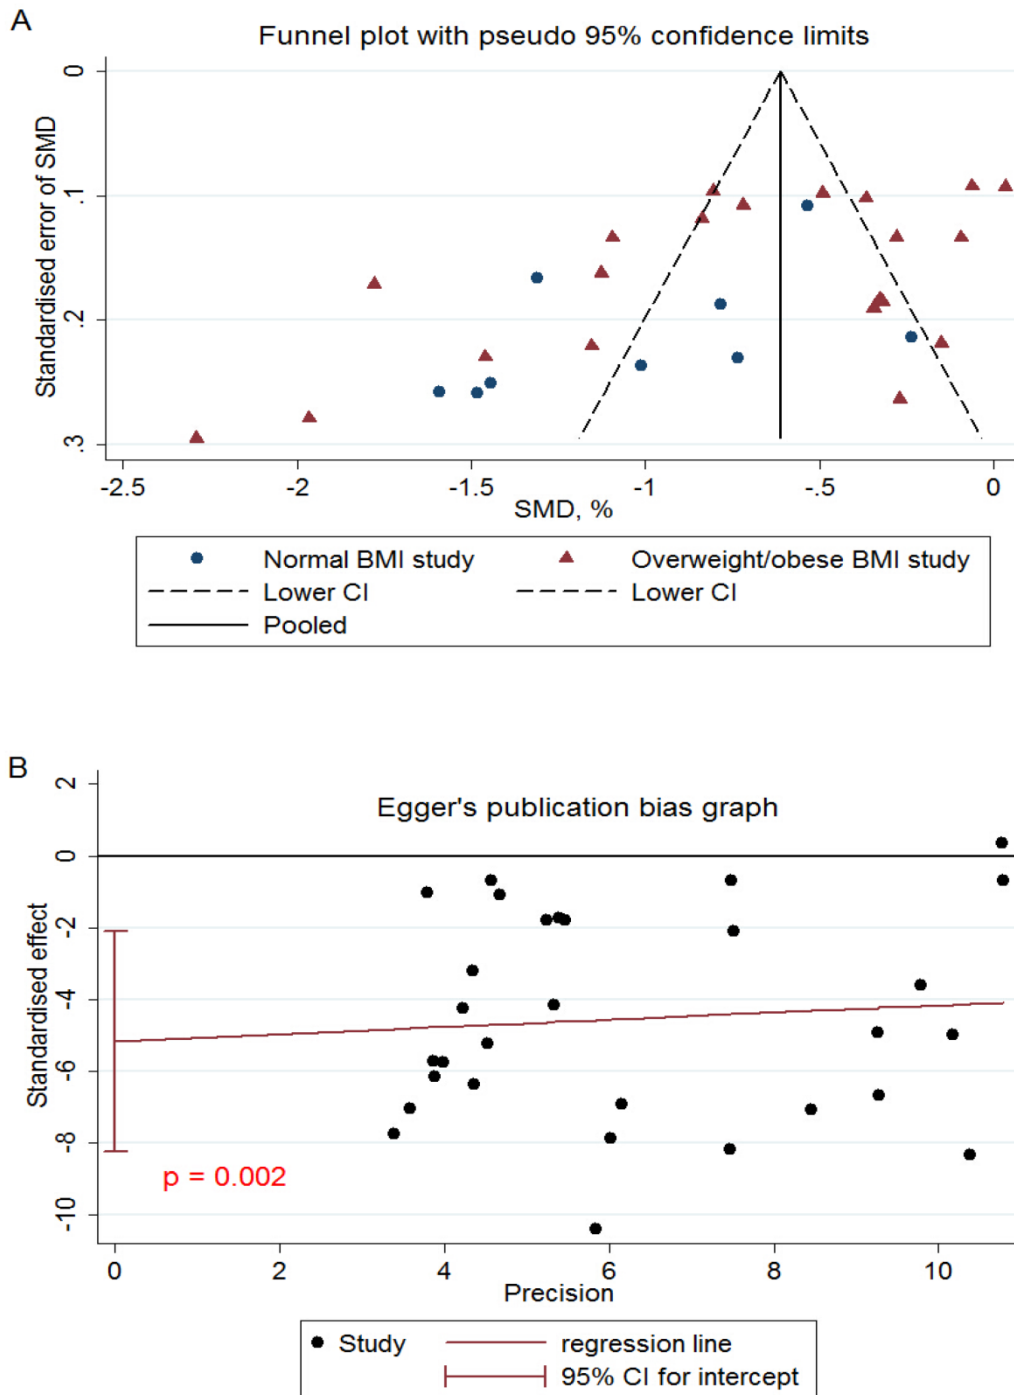 A
Funnel plot with pseudo 95% confidence limits
Standardised error of SMD
0
.1
.2
.3
-2.5 -2 -1.5 -1 -.5 0
SMD, %
Normal BMI study Overweight/obese BMI study
Lower CI Lower CI
Pooled
B
Egger's publication bias graph
Standardised effect
2
0
-2
-4
-6
-8
-10
p = 0.002
0 2 4 6 8 10
Precision
Study regression line
95% CI for intercept